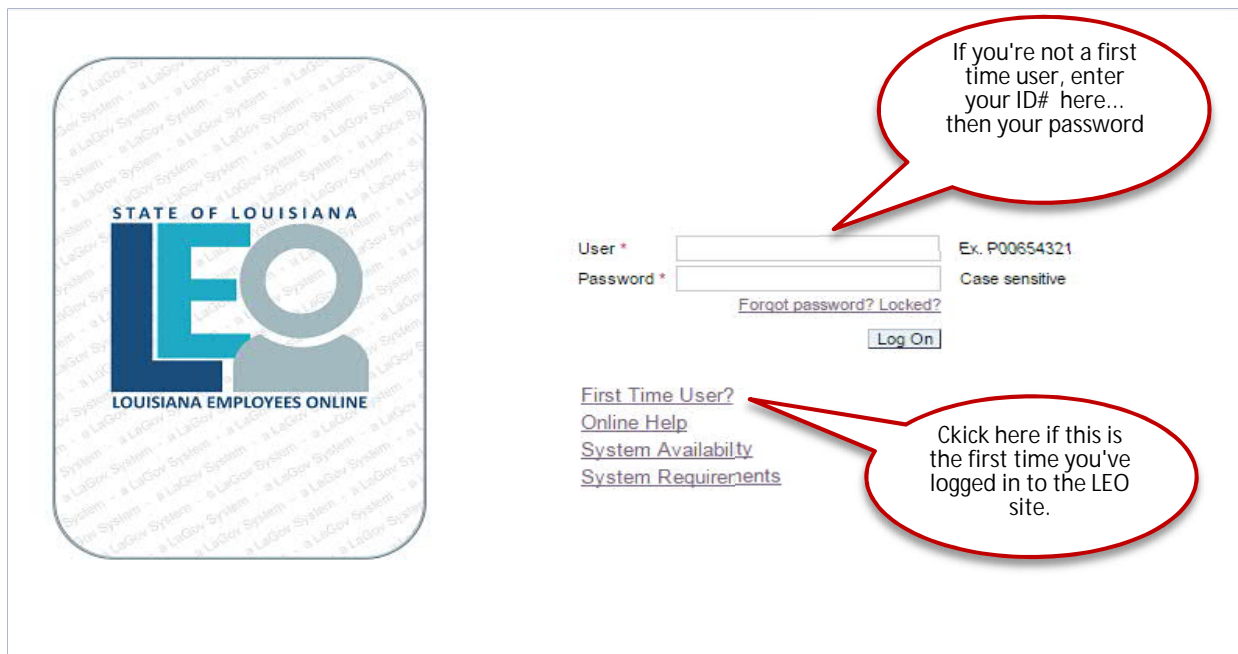 If you're not a first
time user, enter
your ID# here...
then your password
STATE OF LOUISIANA
LEO
LOUISIANA EMPLOYEES ONLINE
User *
Ex. P00654321
Password *
Case sensitive
Forgot password? Locked?
Log On
First Time User?
Online Help
System Availabilty
System Requirements
Ckick here if this is
the first time you've
logged in to the LEO
site.